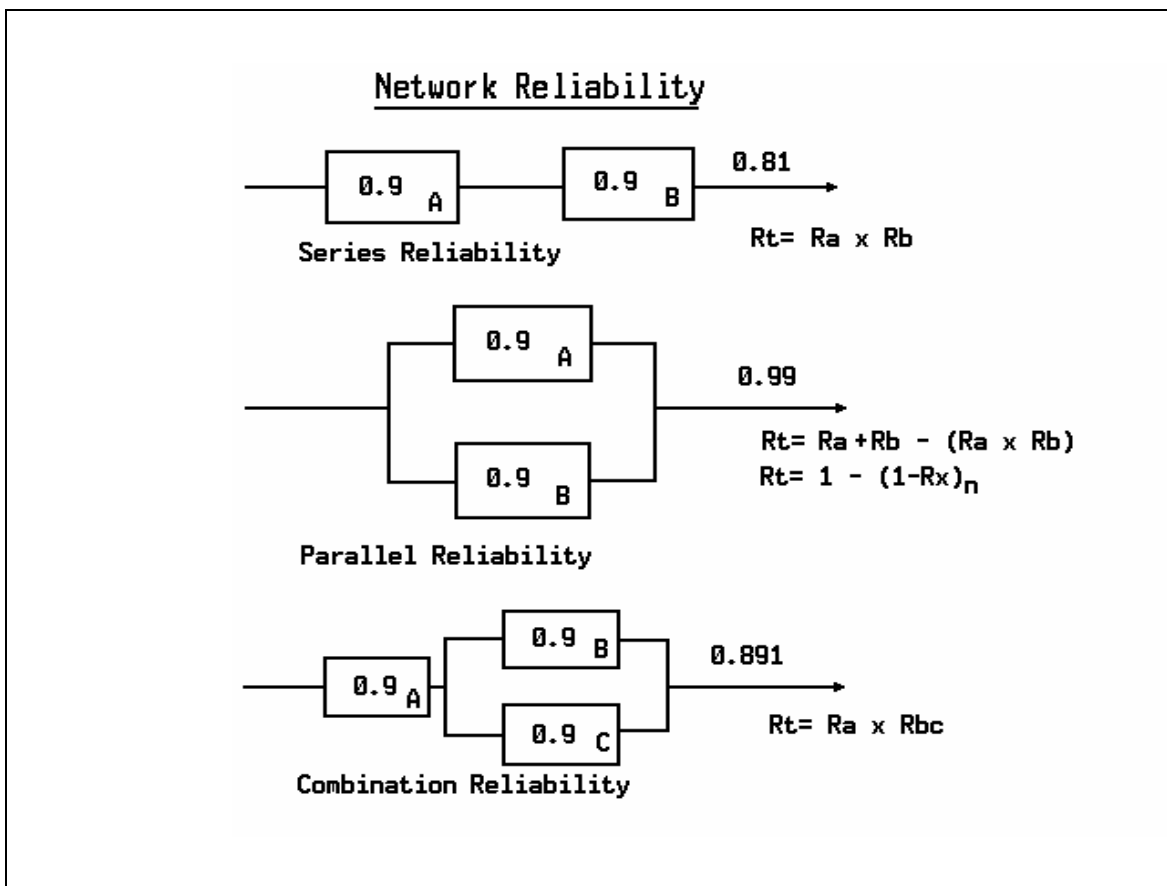 Network Reliability
0.9 A
0.9 B
0.81
Rt= Ra x Rb
Series Reliability
0.9 A
0.99
Rt= Ra+Rb - (Ra x Rb)
0.9 B
Rt= 1 - (1-Rx)n
Parallel Reliability
0.9 B
0.891
0.9 A
Rt= Ra x Rbc
0.9 C
Combination Reliability